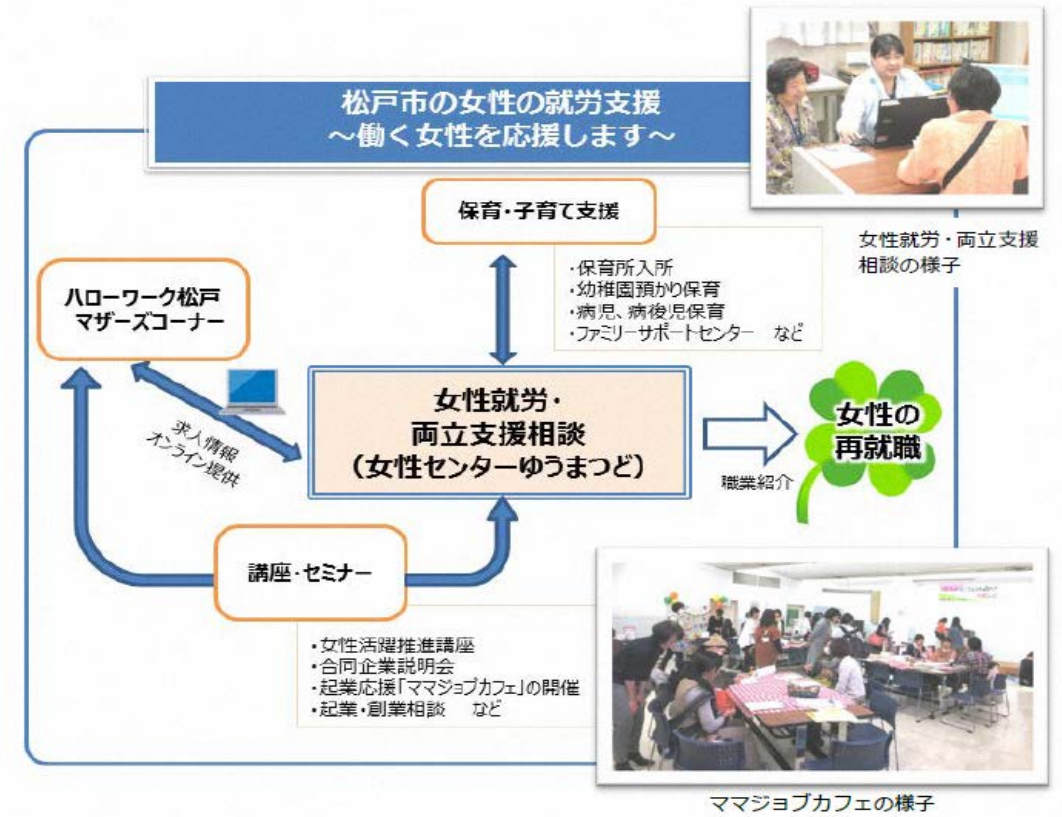 松戸市の女性の就労支援
～働く女性を応援します～
女性就労・両立支援
相談の様子
保育・子育て支援
・保育所入所
・幼稚園預かり保育
・病児、病後児保育
・ファミリーサポートセンター　など
ハローワーク松戸
マザーズコーナー
求人情報
オンライン提供
女性就労・
両立支援相談
（女性センターゆうまつど）
職業紹介
女性の
再就職
講座・セミナー
・女性活躍推進講座
・合同企業説明会
・起業応援「ママジョブカフェ」の開催
・起業・創業相談　など
ママジョブカフェの様子